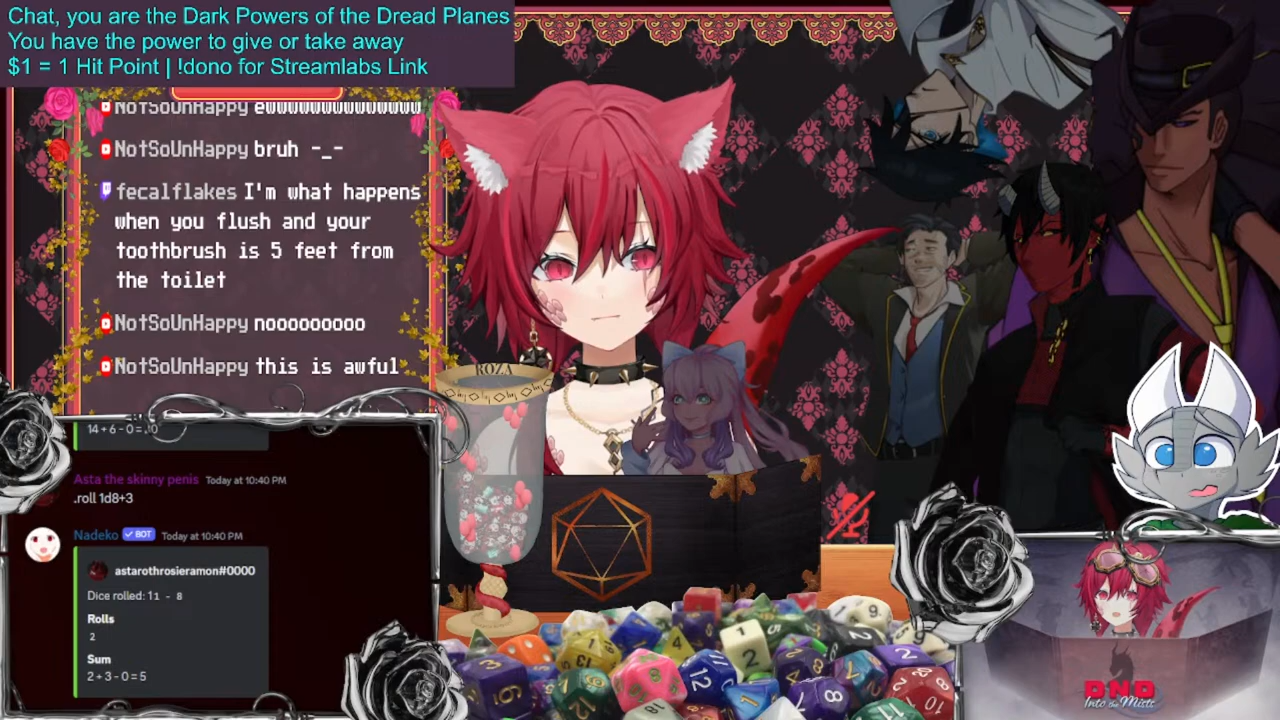 Chat, you are the Dark Powers of the Dread Planes
You have the power to give or take away
$1 = 1 Hit Point | !dono for Streamlabs Link
NotSoUnHappy ewwwwwwwwwwwwww
NotSoUnHappy bruh -_-
fecalflakes I'm what happens
when you flush and your
toothbrush is 5 feet from
the toilet
NotSoUnHappy nooooooooo
NotSoUnHappy this is awful
Asta the skinny penis Today at 10:40 PM
.roll 1d8+3
Nadeko BOT Today at 10:40 PM
astarothrosieramon#0000
Dice rolled: 11 - 8
Rolls
2
Sum
2 + 3 - 0 = 5
ROZA
DND
Into the Mists